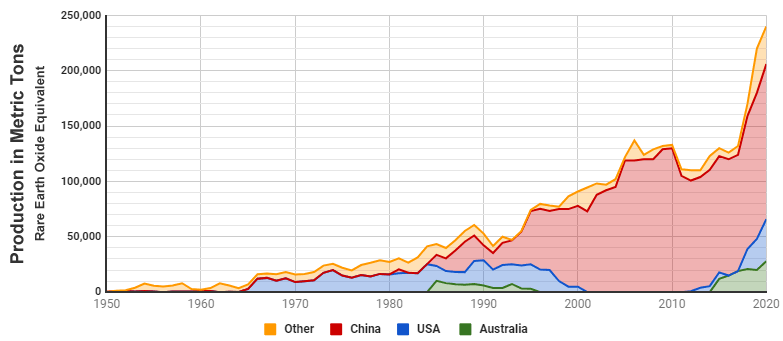 Production in Metric Tons
Rare Earth Oxide Equivalent
250,000
200,000
150,000
100,000
50,000
0
1950 1960 1970 1980 1990 2000 2010 2020
Other China USA Australia